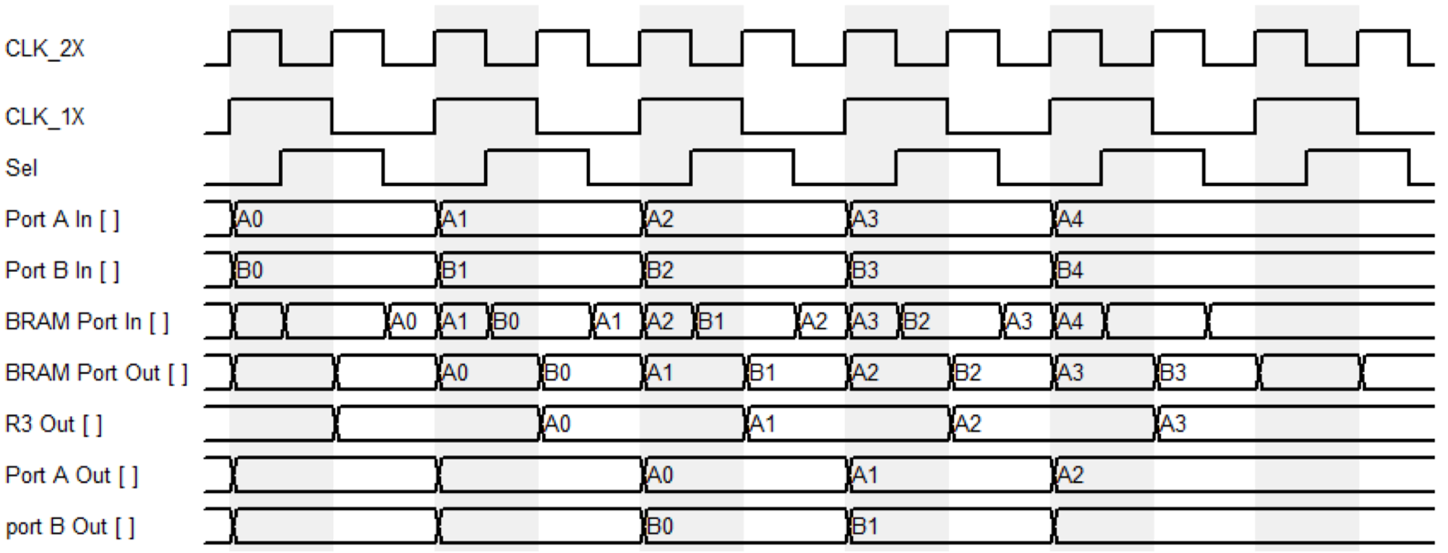 CLK_2X
CLK_1X
Sel
Port A In [ ] A0 A1 A2 A3 A4
Port B In [ ] B0 B1 B2 B3 B4
BRAM Port In [ ] A0 A1 B0 A1 A2 B1 A2 A3 B2 A3 A4
BRAM Port Out [ ] A0 B0 A1 B1 A2 B2 A3 B3
R3 Out [ ] A0 A1 A2 A3
Port A Out [ ] A0 A1 A2
port B Out [ ] B0 B1